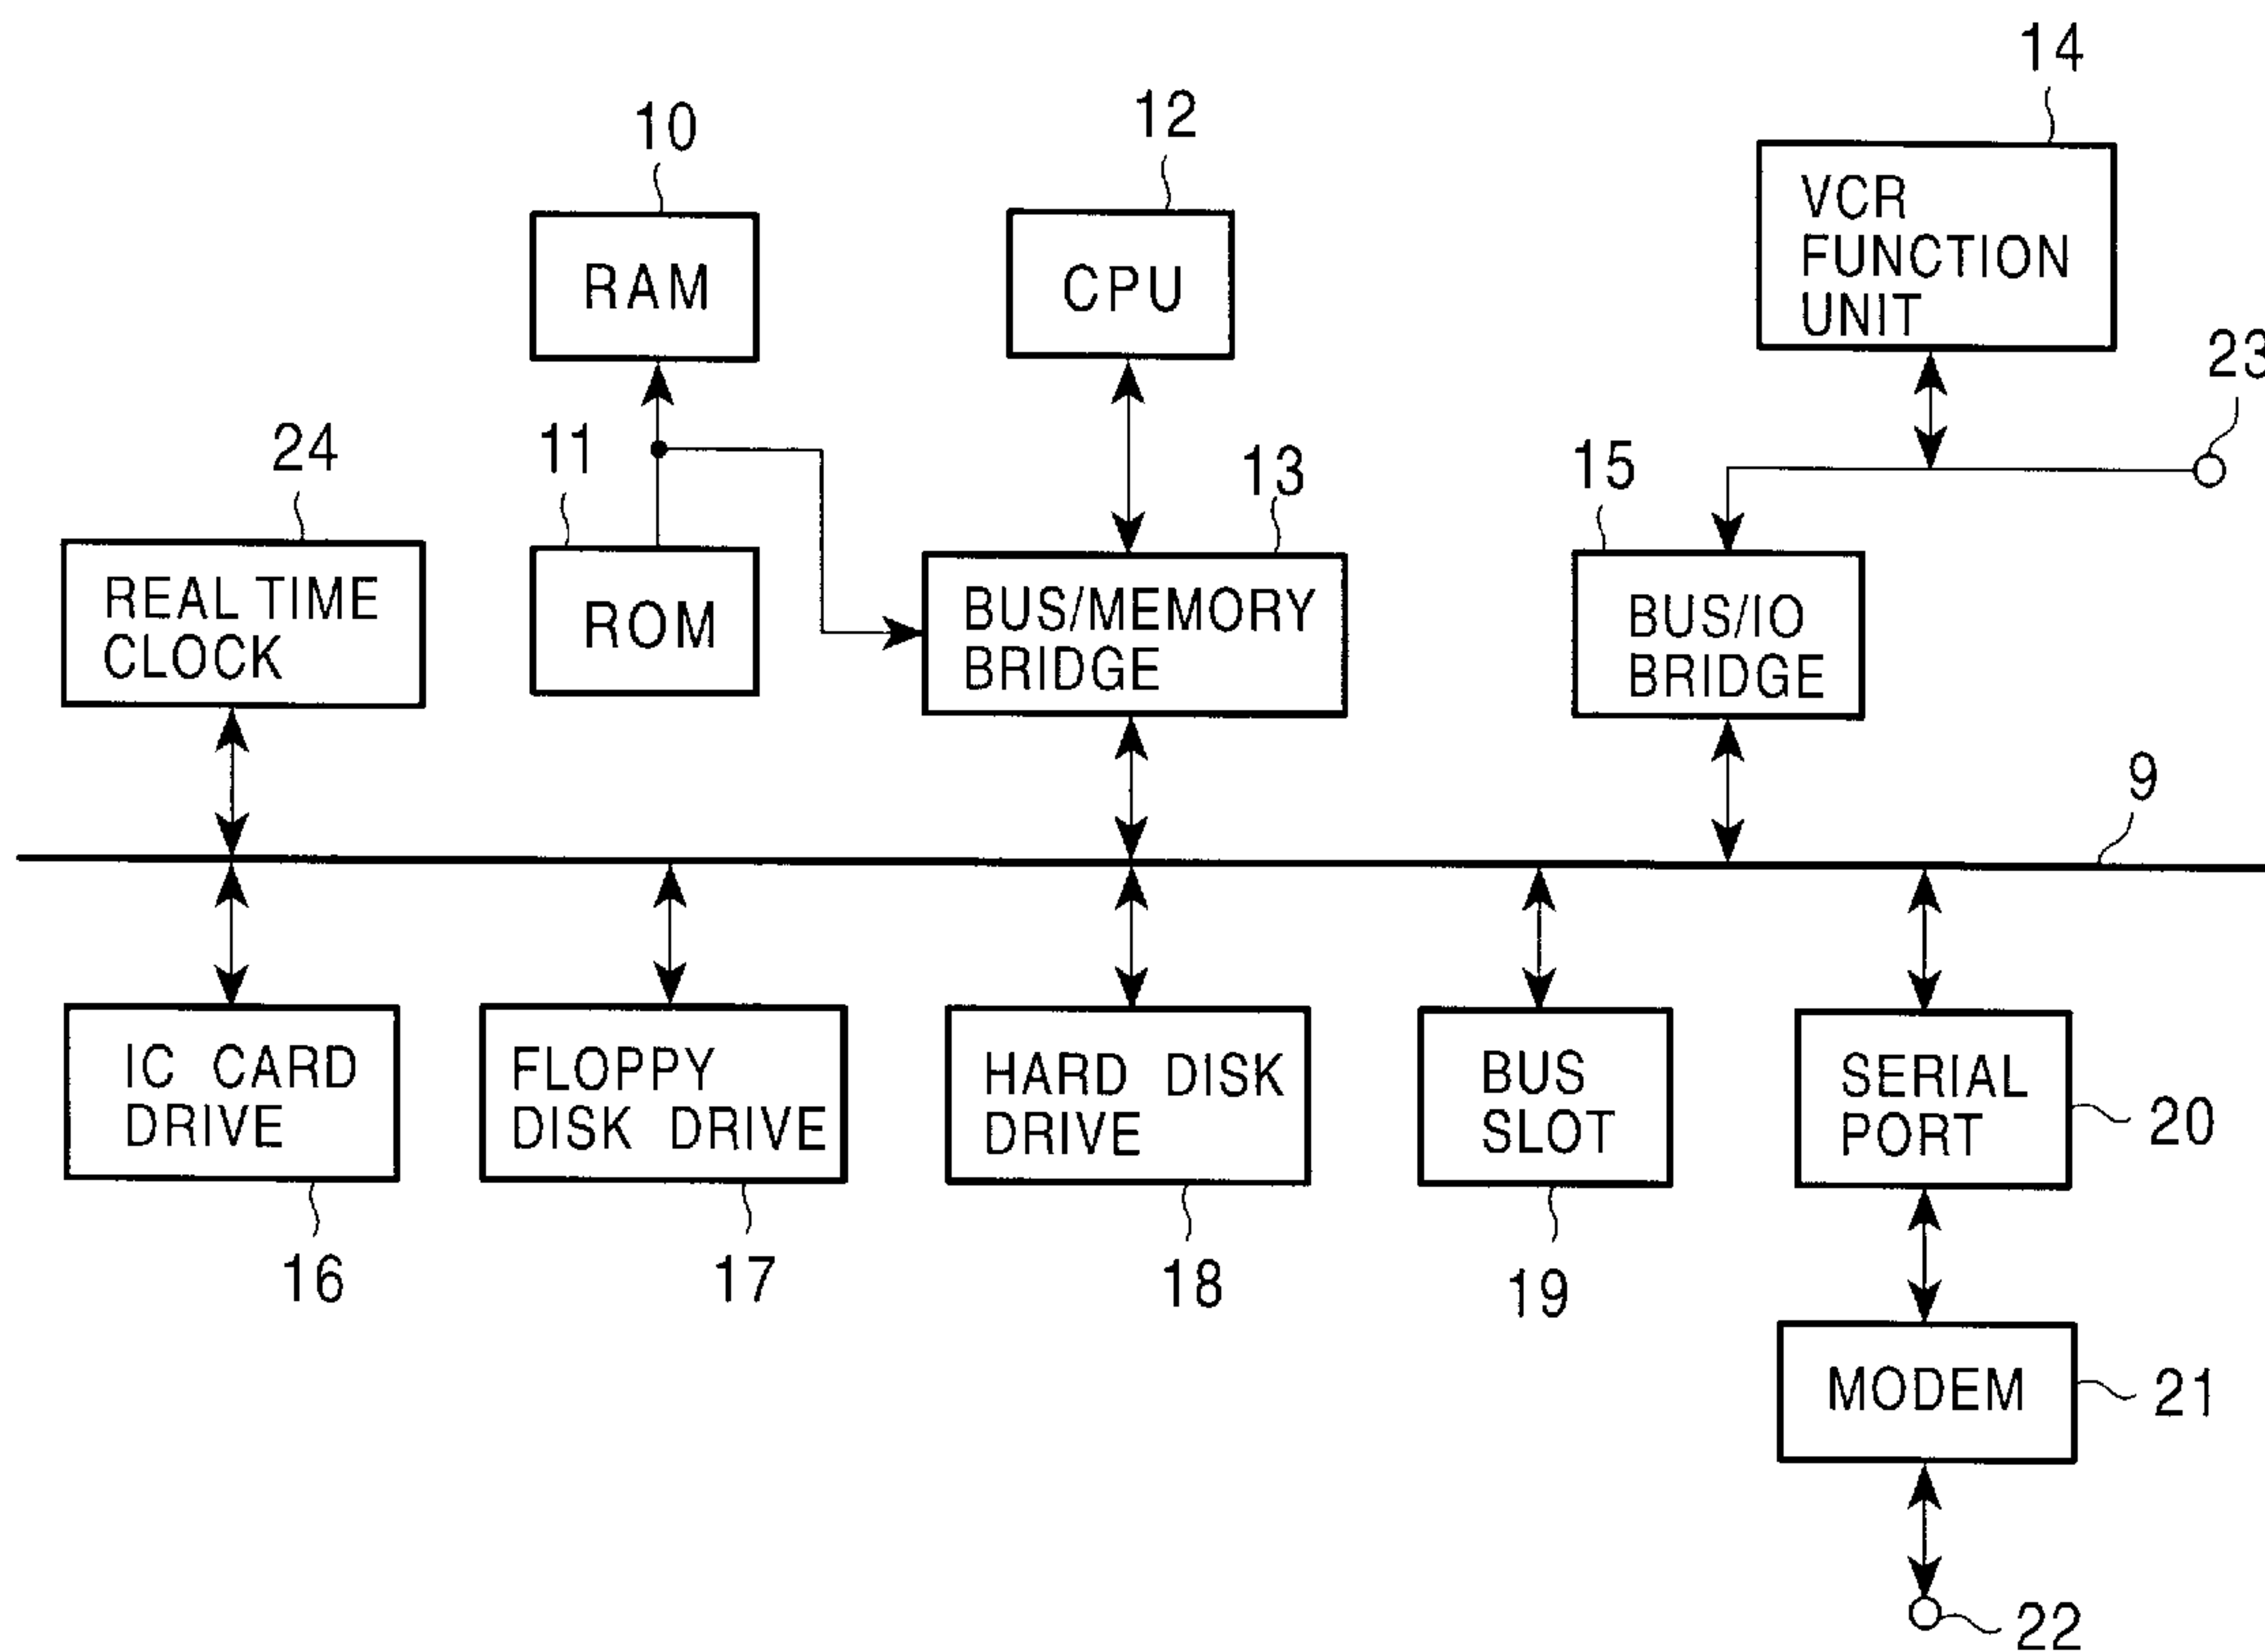 14
10
12
VCR
FUNCTION
UNIT
RAM
CPU
23
24
11
13
15
REAL TIME
CLOCK
ROM
BUS/MEMORY
BRIDGE
BUS/IO
BRIDGE
9
IC CARD
DRIVE
FLOPPY
DISK DRIVE
HARD DISK
DRIVE
BUS
SLOT
SERIAL
PORT
20
16
17
18
19
MODEM
21
22